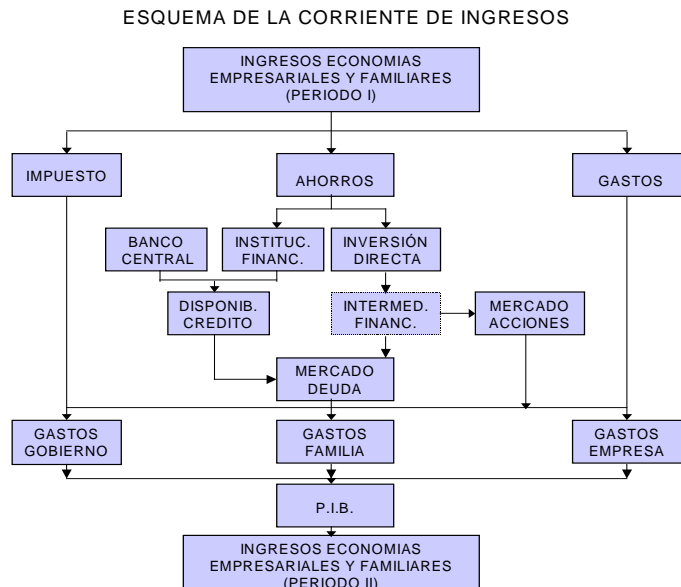 ESQUEMA DE LA CORRIENTE DE INGRESOS
INGRESOS ECONOMIAS
EMPRESARIALES Y FAMILIARES
(PERIODO I)
IMPUESTO
AHORROS
GASTOS
BANCO
CENTRAL
INSTITUC.
FINANC.
INVERSIÓN
DIRECTA
DISPONIB.
CREDITO
INTERMED.
FINANC.
MERCADO
ACCIONES
MERCADO
DEUDA
GASTOS
GOBIERNO
GASTOS
FAMILIA
GASTOS
EMPRESA
P.I.B.
INGRESOS ECONOMIAS
EMPRESARIALES Y FAMILIARES
(PERIODO II)